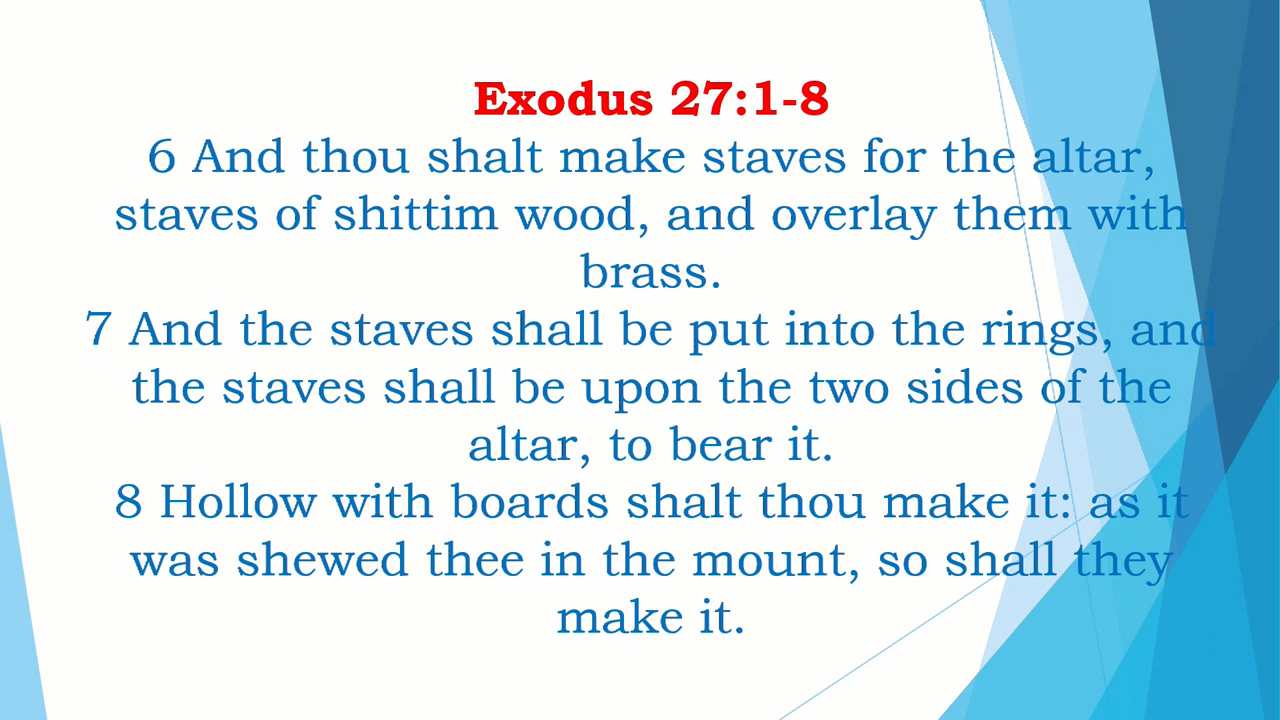 Exodus 27:1-8
6 And thou shalt make staves for the altar,
staves of shittim wood, and overlay them with
brass.
7 And the staves shall be put into the rings, and
the staves shall be upon the two sides of the
altar, to bear it.
8 Hollow with boards shalt thou make it: as it
was shewed thee in the mount, so shall they
make it.